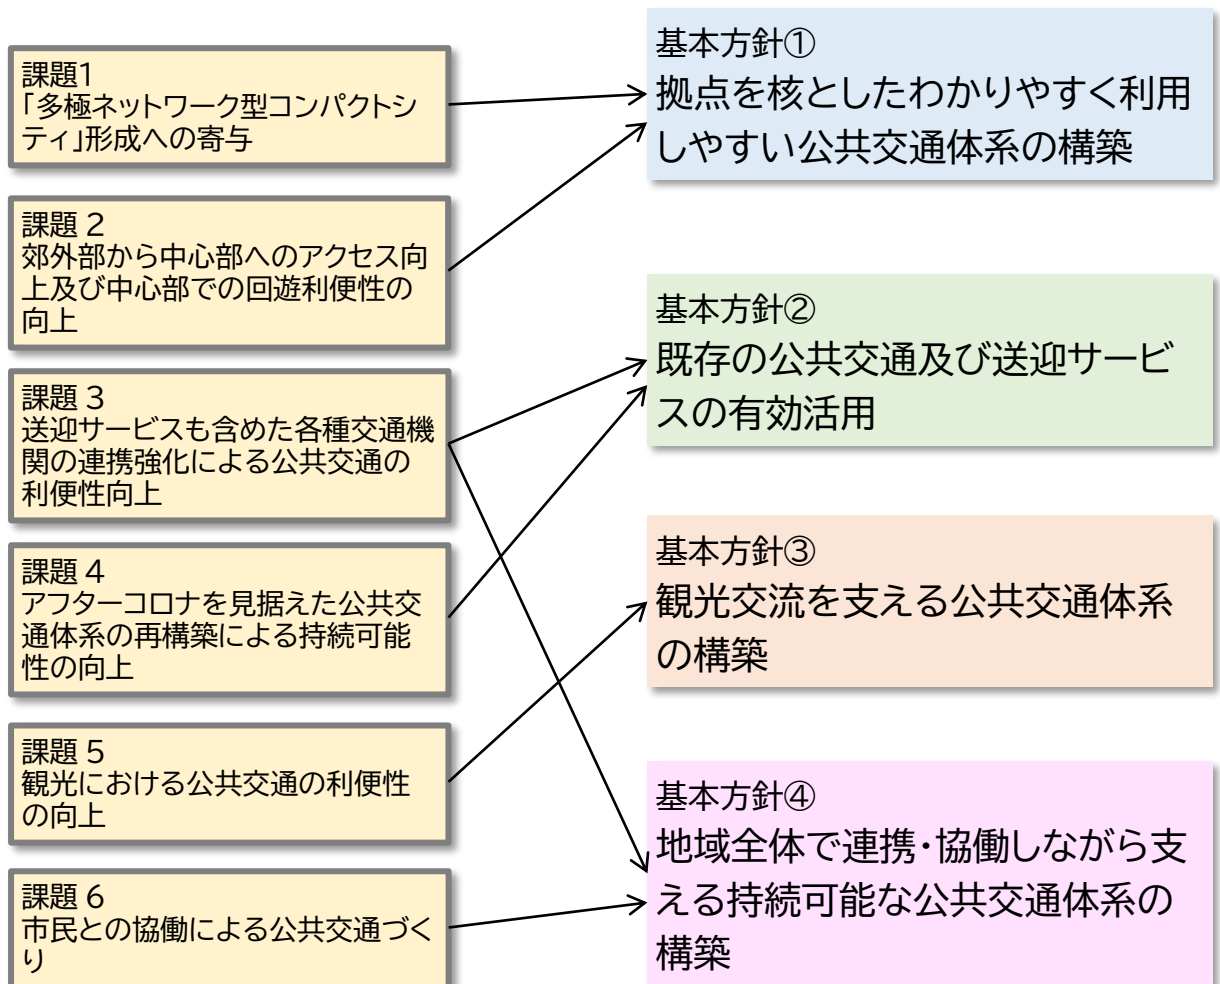 課題1
「多極ネットワーク型コンパクトシ
ティ」形成への寄与
課題 2
郊外部から中心部へのアクセス向
上及び中心部での回遊利便性の
向上
課題 3
送迎サービスも含めた各種交通機
関の連携強化による公共交通の
利便性向上
課題 4
アフターコロナを見据えた公共交
通体系の再構築による持続可能
性の向上
課題 5
観光における公共交通の利便性
の向上
課題 6
市民との協働による公共交通づく
り
基本方針①
拠点を核としたわかりやすく利用
しやすい公共交通体系の構築
基本方針②
既存の公共交通及び送迎サービ
スの有効活用
基本方針③
観光交流を支える公共交通体系
の構築
基本方針④
地域全体で連携・協働しながら支
える持続可能な公共交通体系の
構築